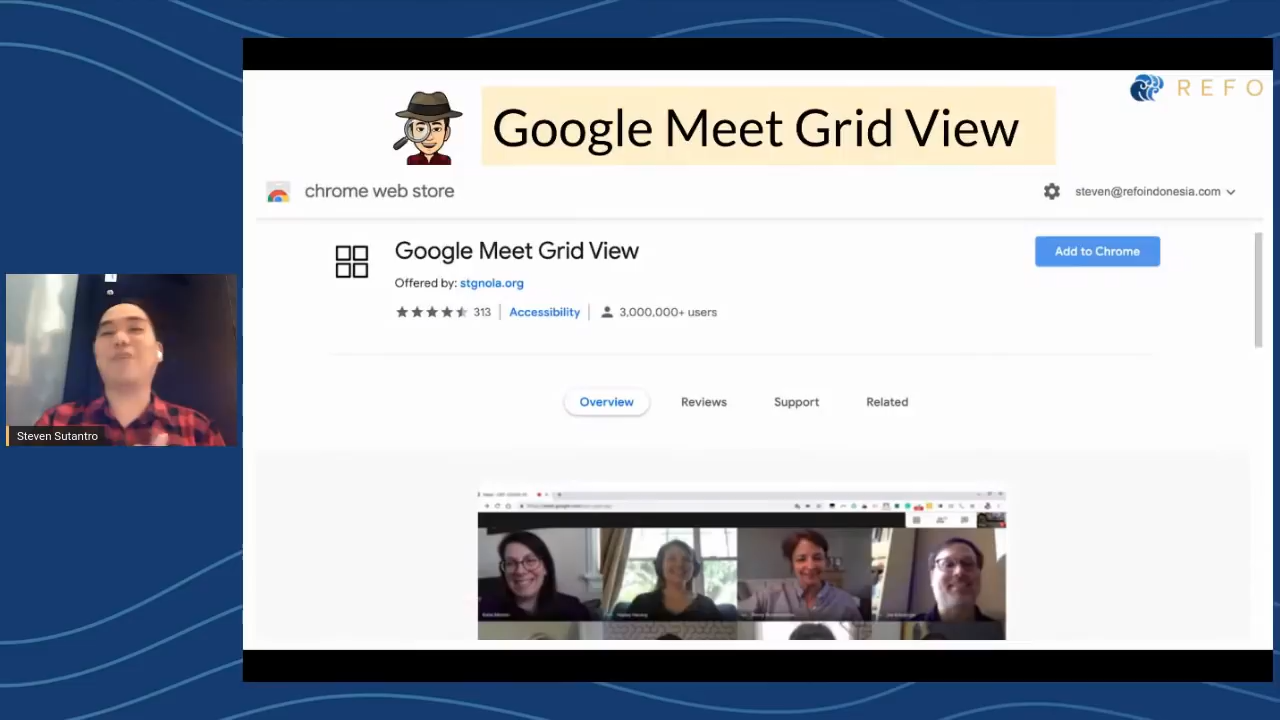 REFO
Google Meet Grid View
chrome web store
steven@refoindonesia.com
Google Meet Grid View
Add to Chrome
Offered by: stgnola.org
313
Accessibility
3,000,000+ users
Overview
Reviews
Support
Related
Steven Sutantro